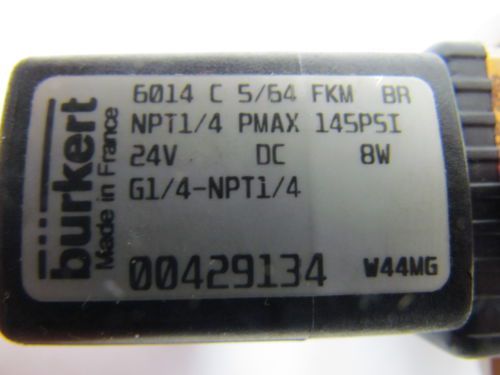 bürkert
Made in France
6014 C 5/64 FKM BR
NPT1/4 PMAX 145PSI
24V DC 8W
G1/4-NPT1/4
00429134 W44MG